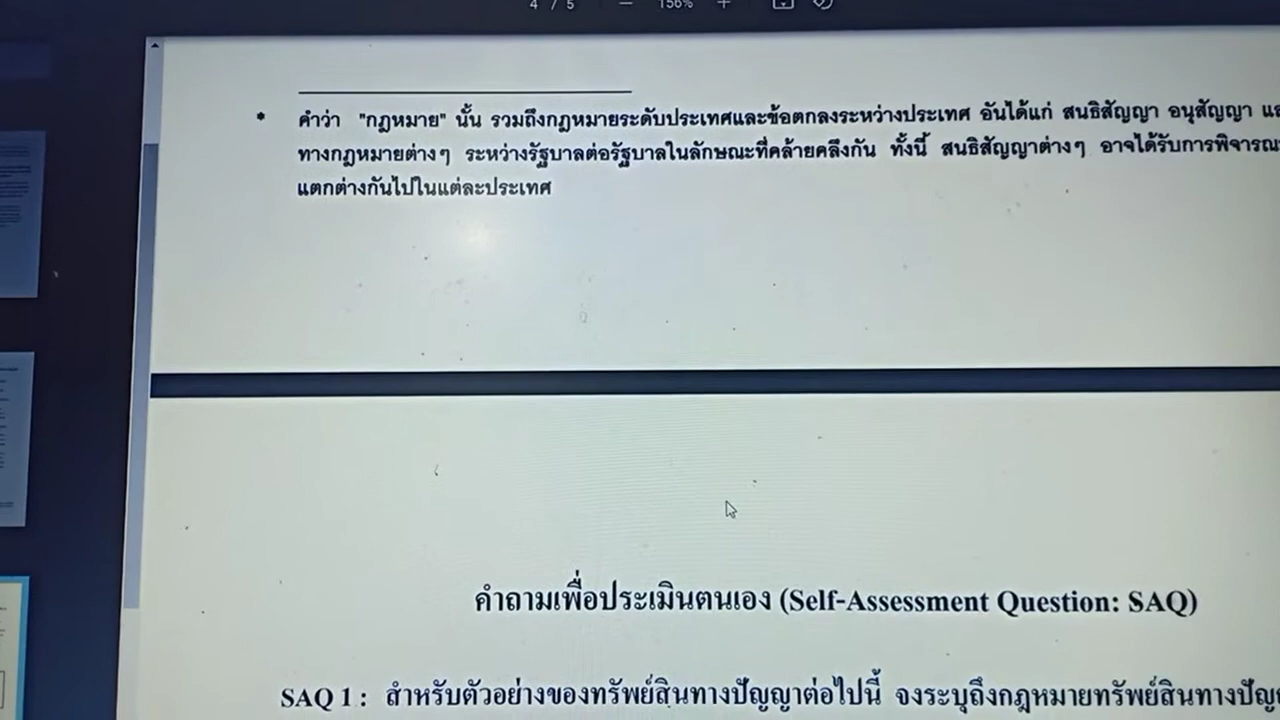 4 / 5 — 156% +
* คำว่า "กฎหมาย" นั้น รวมถึงกฎหมายระดับประเทศและข้อตกลงระหว่างประเทศ อันได้แก่ สนธิสัญญา อนุสัญญา
ทางกฎหมายต่างๆ ระหว่างรัฐบาลต่อรัฐบาลในลักษณะที่คล้ายคลึงกัน ทั้งนี้ สนธิสัญญาต่างๆ อาจได้รับการพิจารณ
แตกต่างกันไปในแต่ละประเทศ
คำถามเพื่อประเมินตนเอง (Self-Assessment Question: SAQ)
SAQ 1 : สำหรับตัวอย่างของทรัพย์สินทางปัญญาต่อไปนี้ จงระบุถึงกฎหมายทรัพย์สินทางปัญ